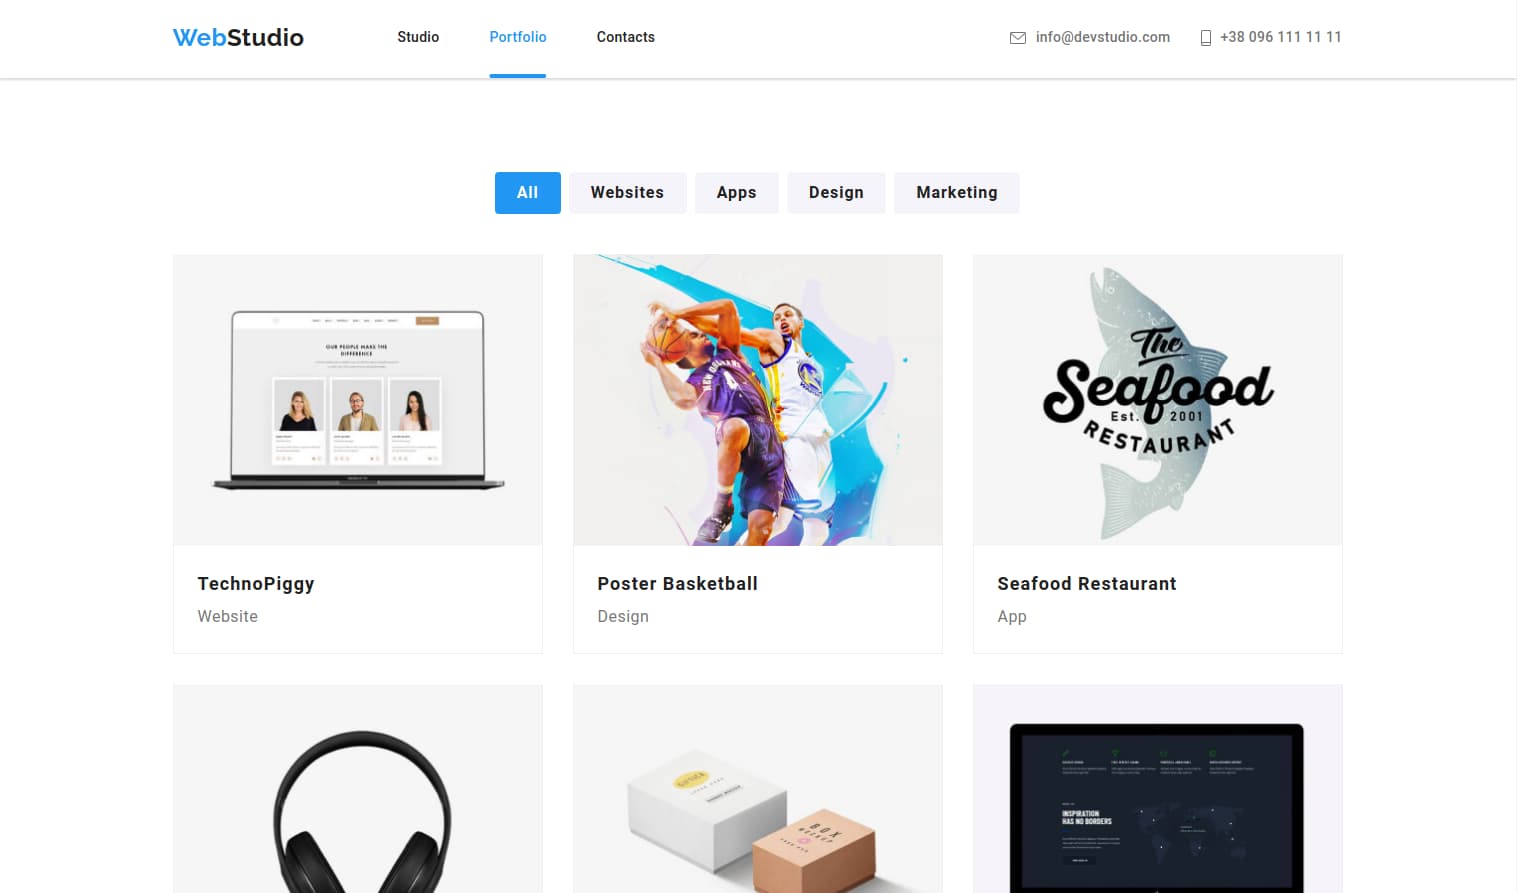 WebStudio
Studio
Portfolio
Contacts
info@devstudio.com
+38 096 111 11 11
All
Websites
Apps
Design
Marketing
OUR PEOPLE MAKE THE
DIFFERENCE
NEW ORLEANS
The
Seafood
Est. 2001
RESTAURANT
TechnoPiggy
Website
Poster Basketball
Design
Seafood Restaurant
App
BOX
INSPIRATION
HAS NO BORDERS